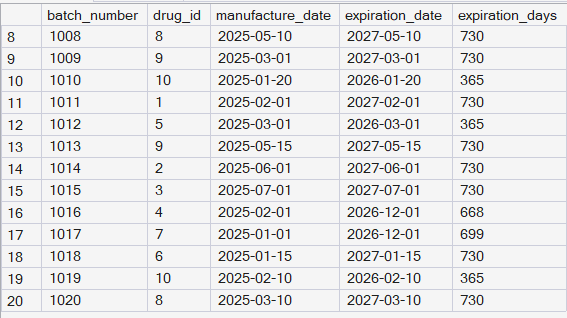 batch_number drug_id manufacture_date expiration_date expiration_days
8 1008 8 2025-05-10 2027-05-10 730
9 1009 9 2025-03-01 2027-03-01 730
10 1010 10 2025-01-20 2026-01-20 365
11 1011 1 2025-02-01 2027-02-01 730
12 1012 5 2025-03-01 2026-03-01 365
13 1013 9 2025-05-15 2027-05-15 730
14 1014 2 2025-06-01 2027-06-01 730
15 1015 3 2025-07-01 2027-07-01 730
16 1016 4 2025-02-01 2026-12-01 668
17 1017 7 2025-01-01 2026-12-01 699
18 1018 6 2025-01-15 2027-01-15 730
19 1019 10 2025-02-10 2026-02-10 365
20 1020 8 2025-03-10 2027-03-10 730